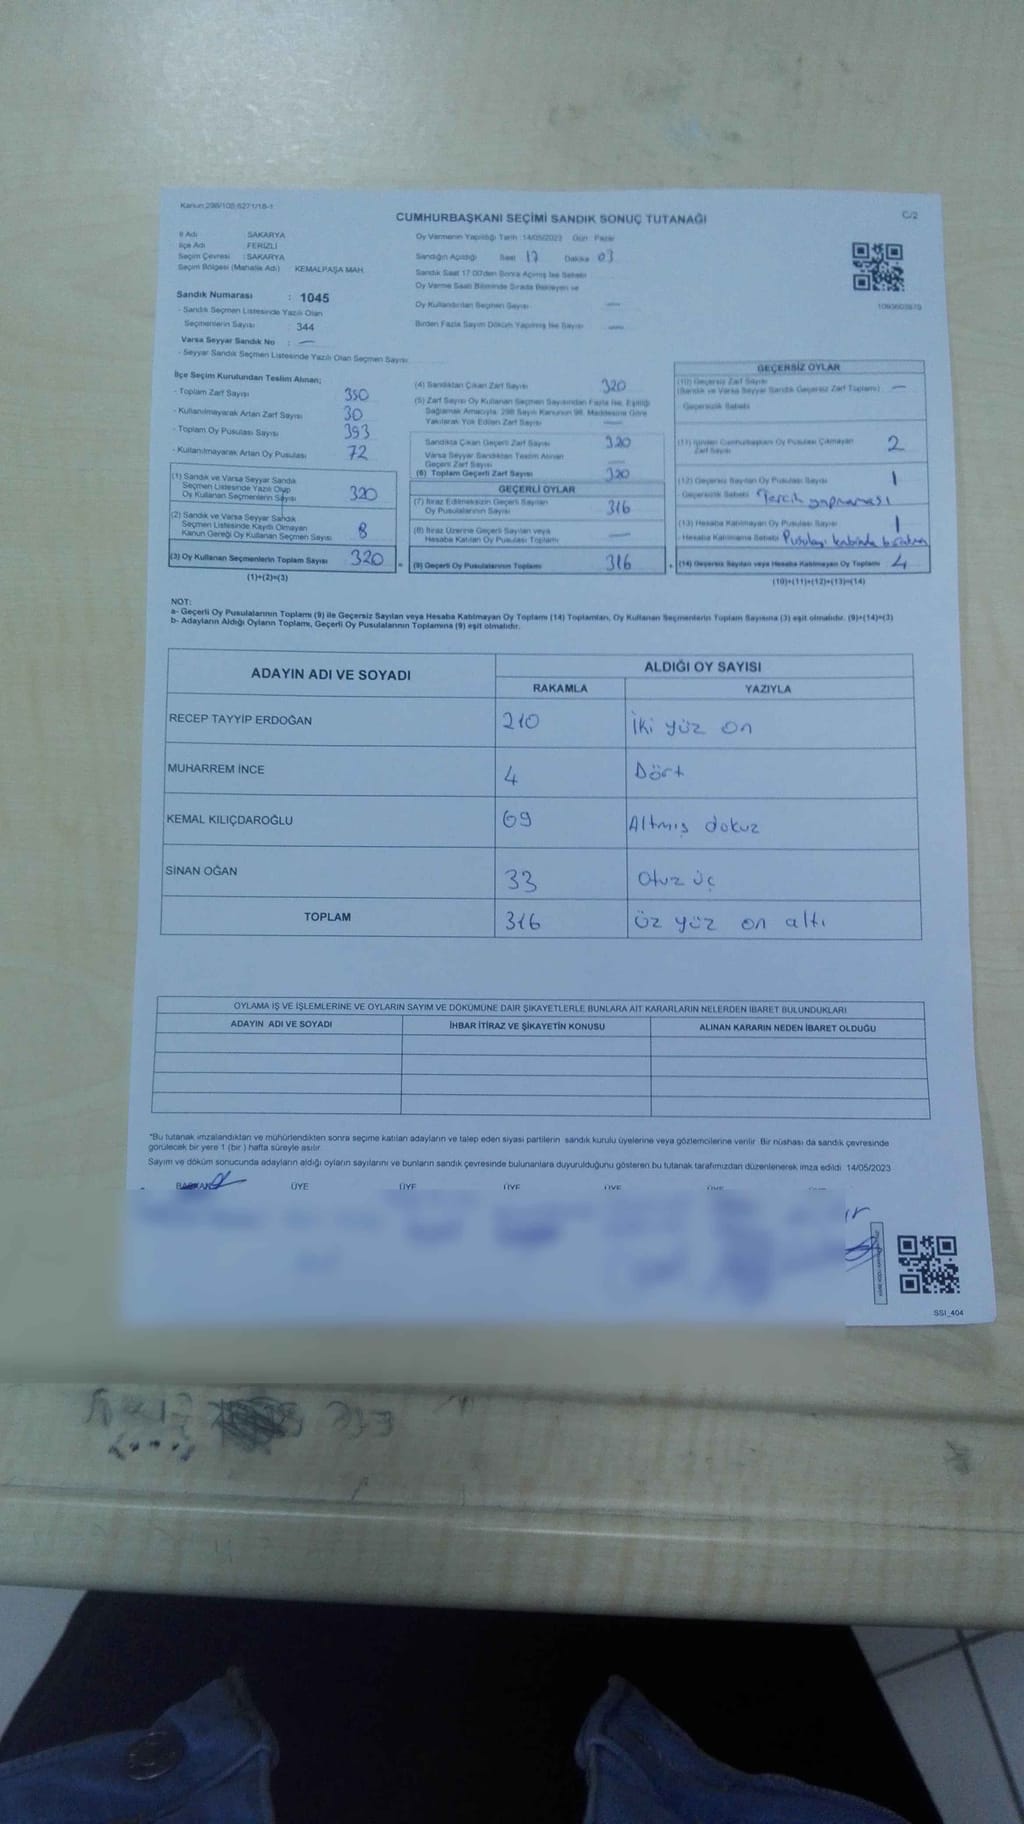 Kanun:298/105;6271/18-1
CUMHURBAŞKANI SEÇİMİ SANDIK SONUÇ TUTANAĞI
C/2
İl Adı : SAKARYA
İlçe Adı : FERİZLİ
Seçim Çevresi : SAKARYA
Seçim Bölgesi (Mahalle Adı) : KEMALPAŞA MAH.
Sandık Numarası : 1045
- Sandık Seçmen Listesinde Yazılı Olan
Seçmenlerin Sayısı : 344
Varsa Seyyar Sandık No : —
- Seyyar Sandık Seçmen Listesinde Yazılı Olan Seçmen Sayısı:
Oy Vermenin Yapıldığı Tarih :14/05/2023 Gün: Pazar
Sandığın Açıldığı Saat 17 Dakika 03
Sandık Saat 17:00'den Sonra Açılmış İse Sebebi
Oy Verme Saati Bitiminde Sırada Bekleyen ve
Oy Kullandırılan Seçmen Sayısı —
Birden Fazla Sayım Döküm Yapılmış İse Sayısı —
İlçe Seçim Kurulundan Teslim Alınan;
- Toplam Zarf Sayısı 350
- Kullanılmayarak Artan Zarf Sayısı 30
- Toplam Oy Pusulası Sayısı 393
- Kullanılmayarak Artan Oy Pusulası 72
(1) Sandık ve Varsa Seyyar Sandık
Seçmen Listesinde Yazılı Olup
Oy Kullanan Seçmenlerin Sayısı 320
(2) Sandık ve Varsa Seyyar Sandık
Seçmen Listesinde Kayıtlı Olmayan
Kanun Gereği Oy Kullanan Seçmen Sayısı
(3) Oy Kullanan Seçmenlerin Toplam Sayısı 320 =
(1)+(2)=(3)
(4) Sandıktan Çıkan Zarf Sayısı 320
(5) Zarf Sayısı Oy Kullanan Seçmen Sayısından Fazla İse, Eşitliği
Sağlamak Amacıyla; 298 Sayılı Kanunun 98. Maddesine Göre
Yakılarak Yok Edilen Zarf Sayısı —
Sandıkta Çıkan Geçerli Zarf Sayısı 320
Varsa Seyyar Sandıktan Teslim Alınan
Geçerli Zarf Sayısı —
(6) Toplam Geçerli Zarf Sayısı 320
GEÇERLİ OYLAR
(7) İtiraz Edilmeksizin Geçerli Sayılan
Oy Pusulalarının Sayısı 316
(8) İtiraz Üzerine Geçerli Sayılan veya
Hesaba Katılan Oy Pusulası Toplamı —
(9) Geçerli Oy Pusulalarının Toplamı 316 +
GEÇERSİZ OYLAR
(10) Geçersiz Zarf Sayısı
(Sandık ve Varsa Seyyar Sandık Geçersiz Zarf Toplamı) —
Geçersizlik Sebebi
(11) İçinden Cumhurbaşkanı Oy Pusulası Çıkmayan
Zarf Sayısı 2
(12) Geçersiz Sayılan Oy Pusulası Sayısı 1
Geçersizlik Sebebi Tercih yapmaması
(13) Hesaba Katılmayan Oy Pusulası Sayısı 1
- Hesaba Katılmama Sebebi Pusulayı kabinde bırakma
(14) Geçersiz Sayılan veya Hesaba Katılmayan Oy Toplamı 4
(10)+(11)+(12)+(13)=(14)
NOT:
a- Geçerli Oy Pusulalarının Toplamı (9) ile Geçersiz Sayılan veya Hesaba Katılmayan Oy Toplamı (14) Toplamları, Oy Kullanan Seçmenlerin Toplam Sayısına (3) eşit olmalıdır. (9)+(14)=(3)
b- Adayların Aldığı Oyların Toplamı, Geçerli Oy Pusulalarının Toplamına (9) eşit olmalıdır.
ADAYIN ADI VE SOYADI ALDIĞI OY SAYISI
RAKAMLA YAZIYLA
RECEP TAYYİP ERDOĞAN 210 İki yüz on
MUHARREM İNCE 4 Dört
KEMAL KILIÇDAROĞLU 69 Altmış dokuz
SİNAN OĞAN 33 Otuz üç
TOPLAM 316 Üz yüz on altı
OYLAMA İŞ VE İŞLEMLERİNE VE OYLARIN SAYIM VE DÖKÜMÜNE DAİR ŞİKAYETLERLE BUNLARA AİT KARARLARIN NELERDEN İBARET BULUNDUKLARI
ADAYIN ADI VE SOYADI İHBAR İTİRAZ VE ŞİKAYETİN KONUSU ALINAN KARARIN NEDEN İBARET OLDUĞU
*Bu tutanak imzalandıktan ve mühürlendikten sonra seçime katılan adayların ve talep eden siyasi partilerin sandık kurulu üyelerine veya gözlemcilerine verilir. Bir nüshası da sandık çevresinde
görülecek bir yere 1 (bir ) hafta süreyle asılır.
Sayım ve döküm sonucunda adayların aldığı oyların sayılarını ve bunların sandık çevresinde bulunanlara duyurulduğunu gösteren bu tutanak tarafımızdan düzenlenerek imza edildi. 14/05/2023
BAŞKAN ÜYE ÜYE ÜYE ÜYE ÜYE
SSI_404